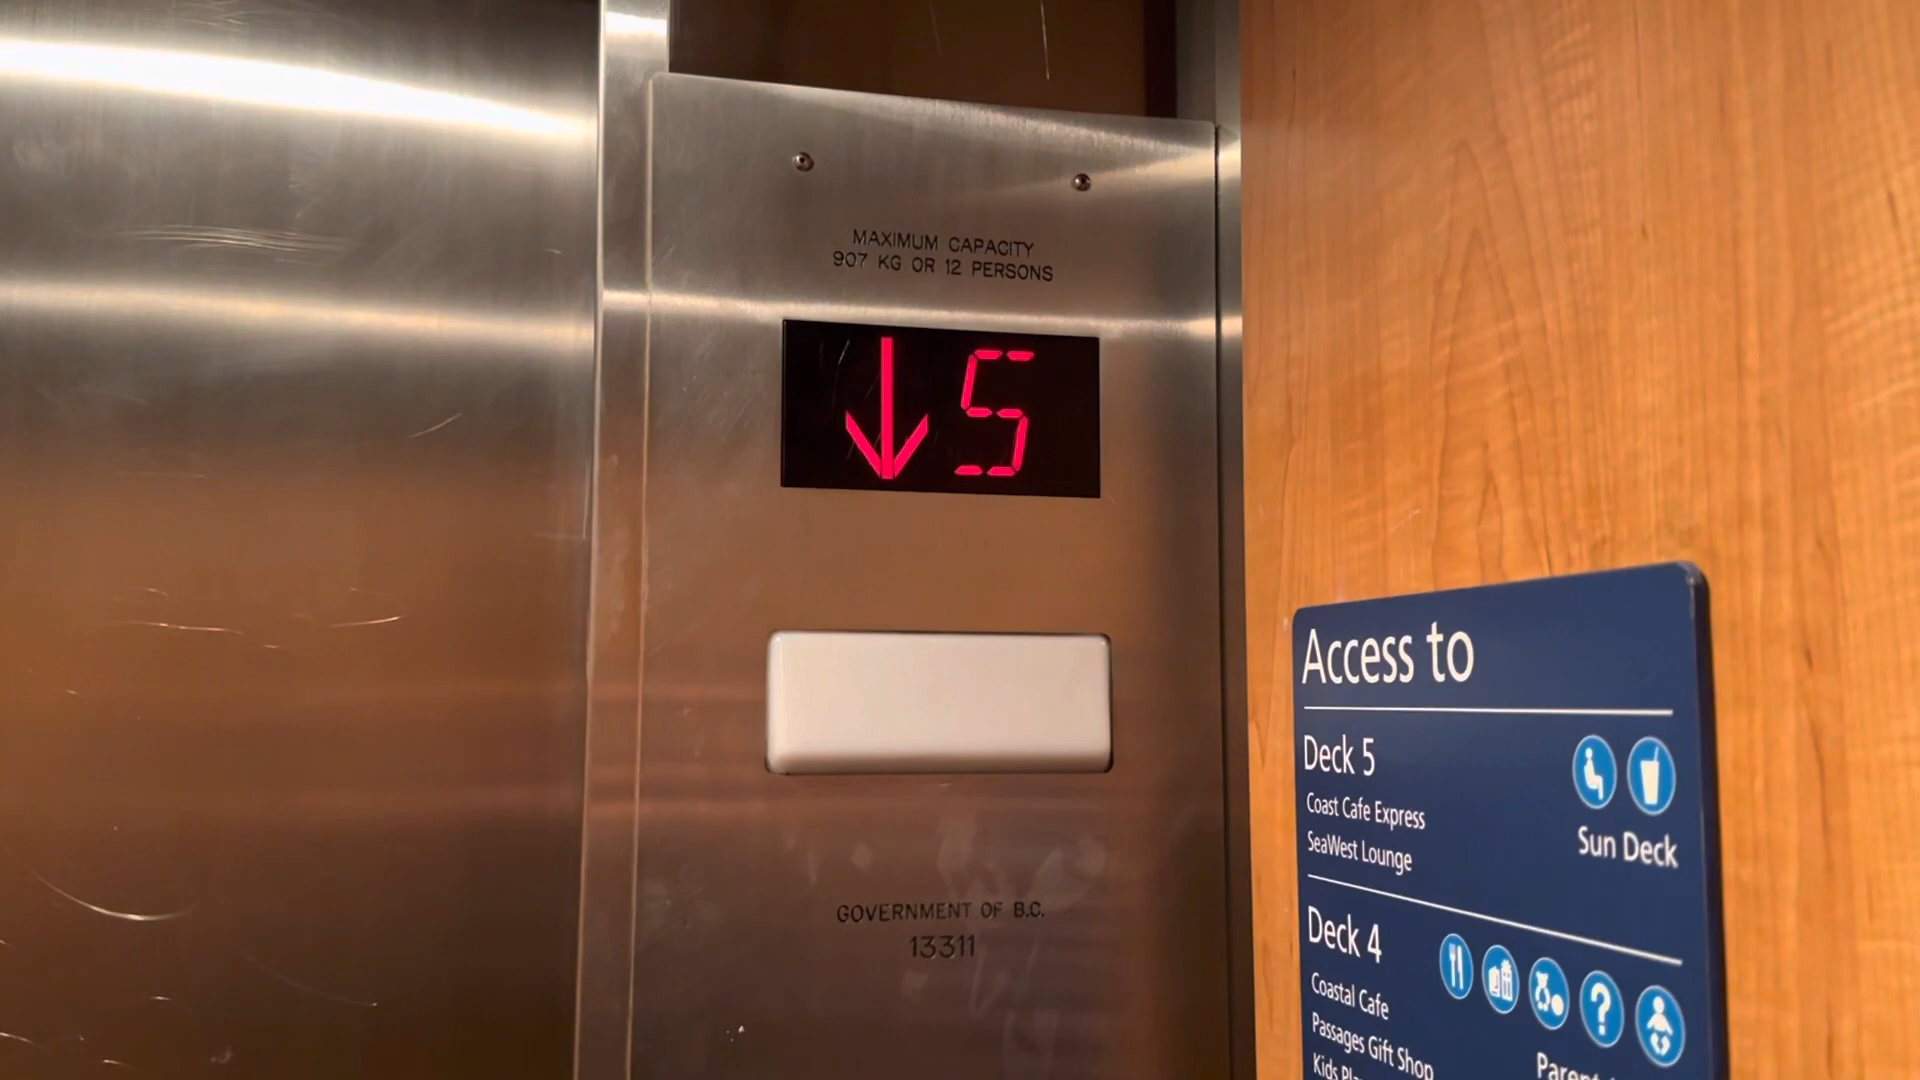 MAXIMUM CAPACITY
907 KG OR 12 PERSONS
5
GOVERNMENT OF B.C.
13311
Access to
Deck 5
Coast Cafe Express
SeaWest Lounge
Sun Deck
Deck 4
Coastal Cafe
Passages Gift Shop
Kids
?